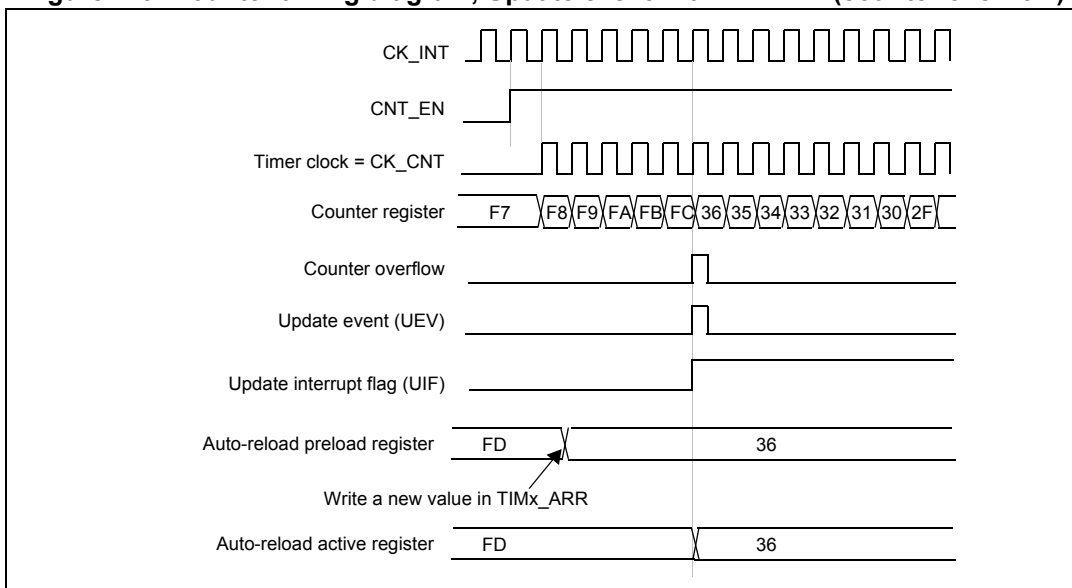 CK_INT
CNT_EN
Timer clock = CK_CNT
Counter register F7 F8 F9 FA FB FC 36 35 34 33 32 31 30 2F
Counter overflow
Update event (UEV)
Update interrupt flag (UIF)
Auto-reload preload register FD 36
Write a new value in TIMx_ARR
Auto-reload active register FD 36